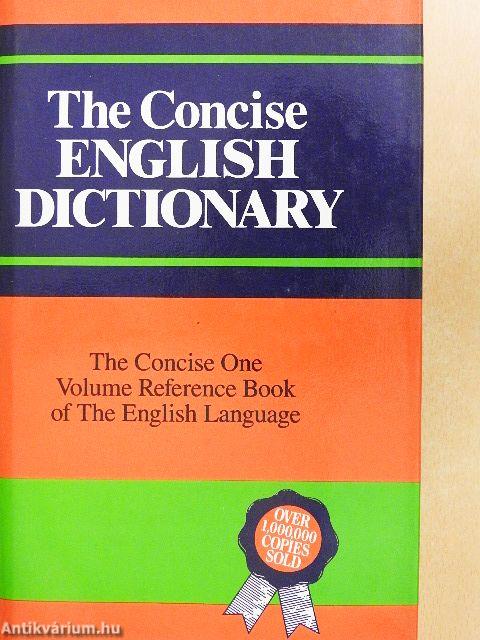 The Concise
ENGLISH
DICTIONARY
The Concise One
Volume Reference Book
of The English Language
OVER
1,000,000
COPIES
SOLD
Antikvárium.hu